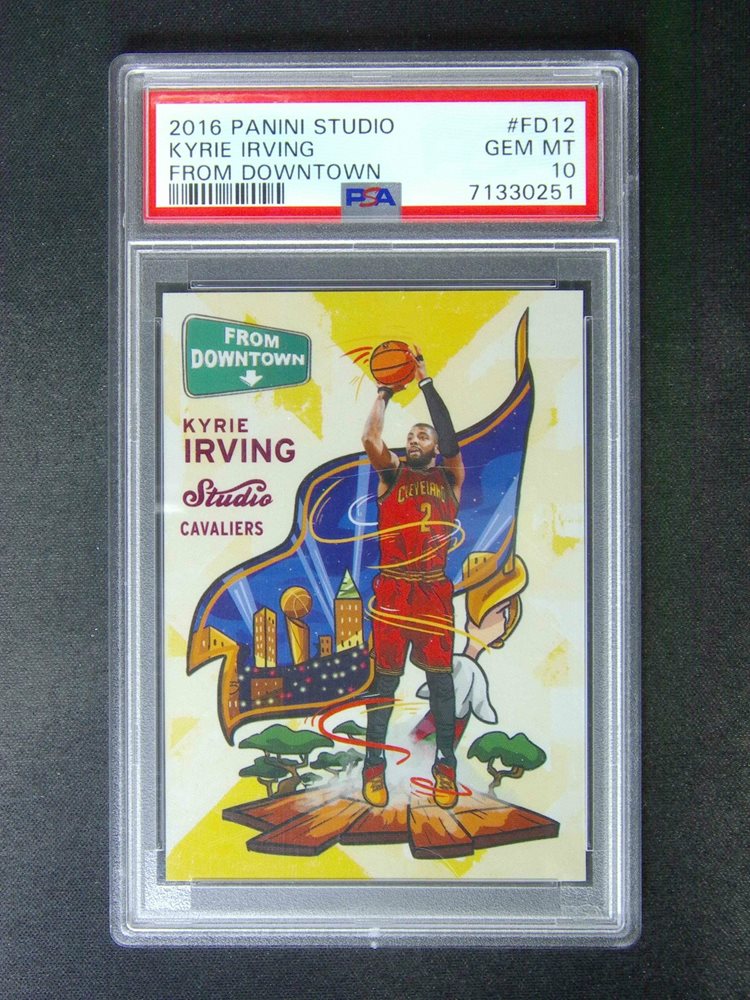 2016 PANINI STUDIO #FD12
KYRIE IRVING GEM MT
FROM DOWNTOWN 10
PSA 71330251
FROM
DOWNTOWN
KYRIE
IRVING
Studio
CAVALIERS
CLEVELAND
2